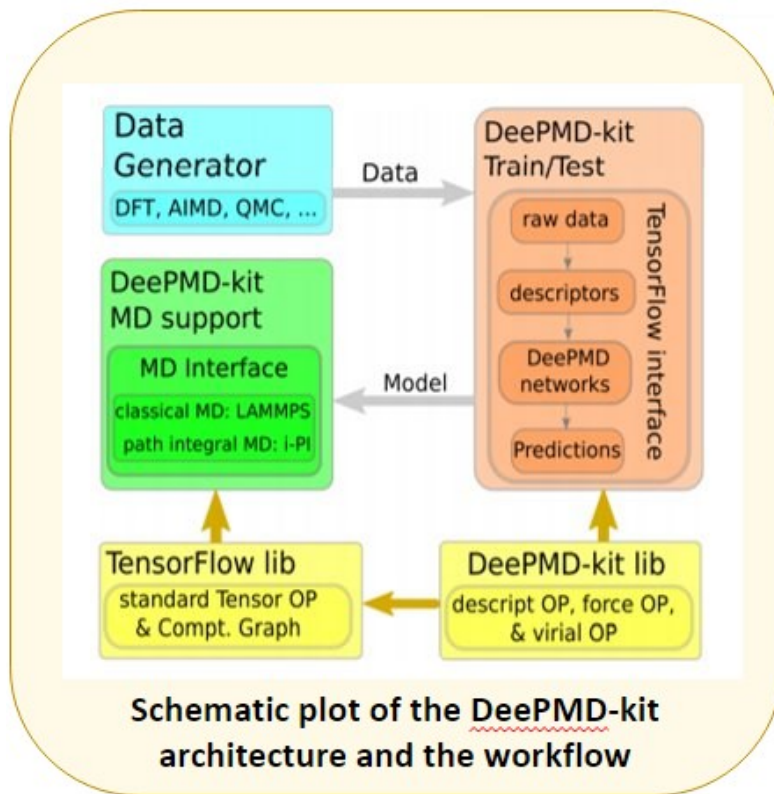 Data
Generator
DFT, AIMD, QMC, ...
Data
DeePMD-kit
Train/Test
raw data
descriptors
DeePMD
networks
Predictions
TensorFlow interface
DeePMD-kit
MD support
MD Interface
classical MD: LAMMPS
path integral MD: i-PI
Model
TensorFlow lib
standard Tensor OP
& Compt. Graph
DeePMD-kit lib
descript OP, force OP,
& virial OP
Schematic plot of the DeePMD-kit
architecture and the workflow